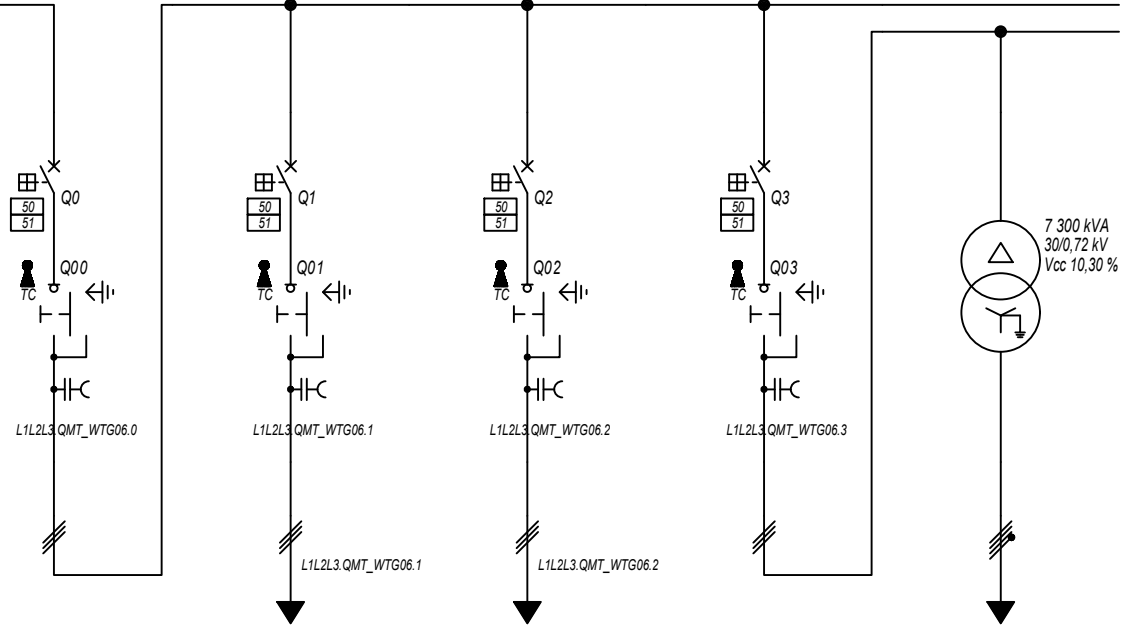 Q0
50
51
Q00
TC
L1L2L3.QMT_WTG06.0
Q1
50
51
Q01
TC
L1L2L3.QMT_WTG06.1
L1L2L3.QMT_WTG06.1
Q2
50
51
Q02
TC
L1L2L3.QMT_WTG06.2
L1L2L3.QMT_WTG06.2
Q3
50
51
Q03
TC
L1L2L3.QMT_WTG06.3
7 300 kVA
30/0,72 kV
Vcc 10,30 %